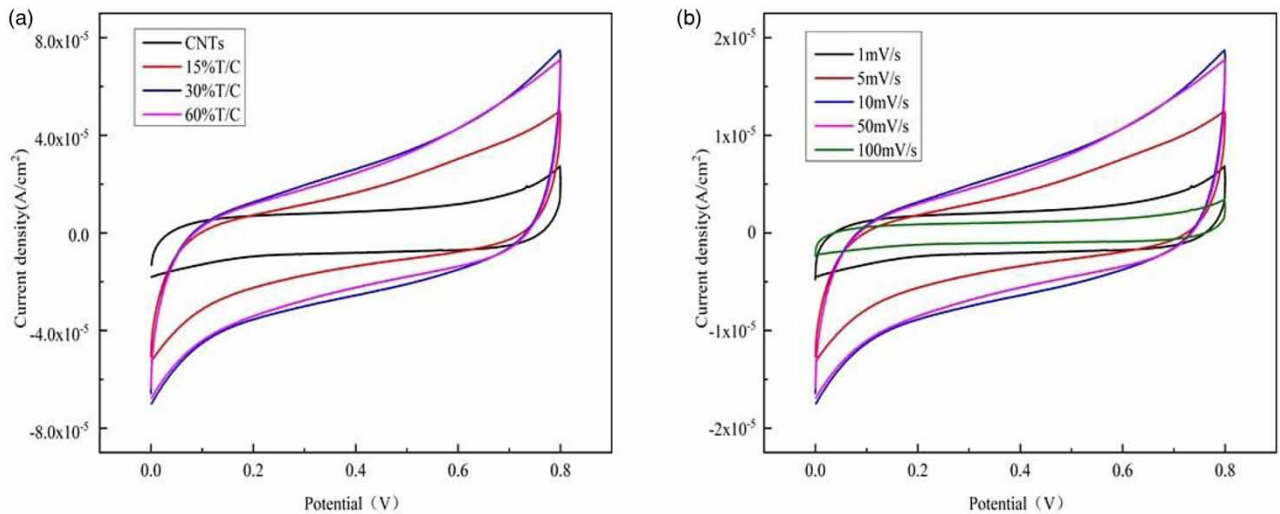 (a)
CNTs
15%T/C
30%T/C
60%T/C
8.0x10⁻⁵
4.0x10⁻⁵
0.0
-4.0x10⁻⁵
-8.0x10⁻⁵
Current density(A/cm²)
0.0 0.2 0.4 0.6 0.8
Potential（V）
(b)
1mV/s
5mV/s
10mV/s
50mV/s
100mV/s
2x10⁻⁵
1x10⁻⁵
0
-1x10⁻⁵
-2x10⁻⁵
Current density(A/cm²)
0.0 0.2 0.4 0.6 0.8
Potential（V）